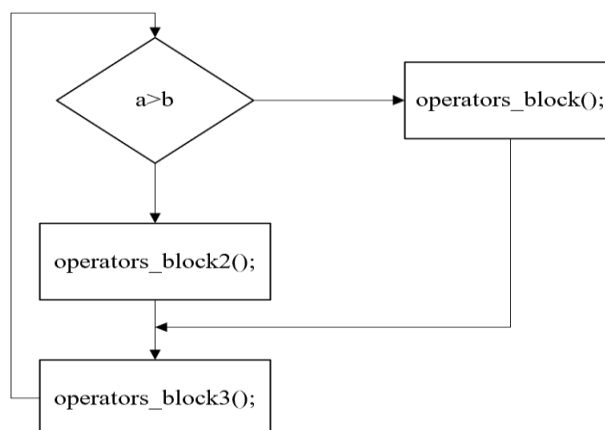 a>b
operators_block();
operators_block2();
operators_block3();